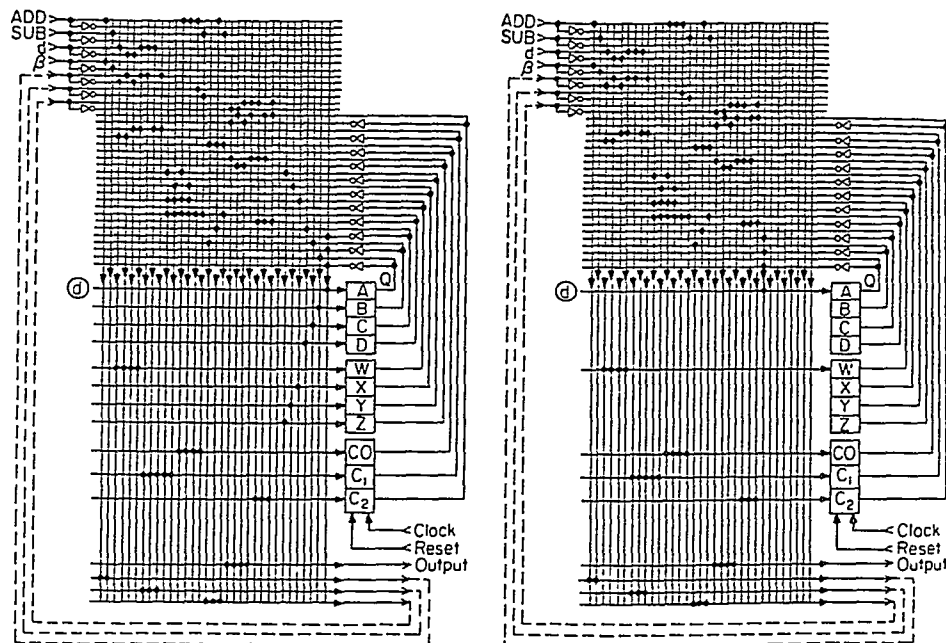 ADD
SUB
d
β
Q
d
A
B
C
D
W
X
Y
Z
CO
C₁
C₂
Clock
Reset
Output
ADD
SUB
d
β
Q
d
A
B
C
D
W
X
Y
Z
CO
C₁
C₂
Clock
Reset
Output